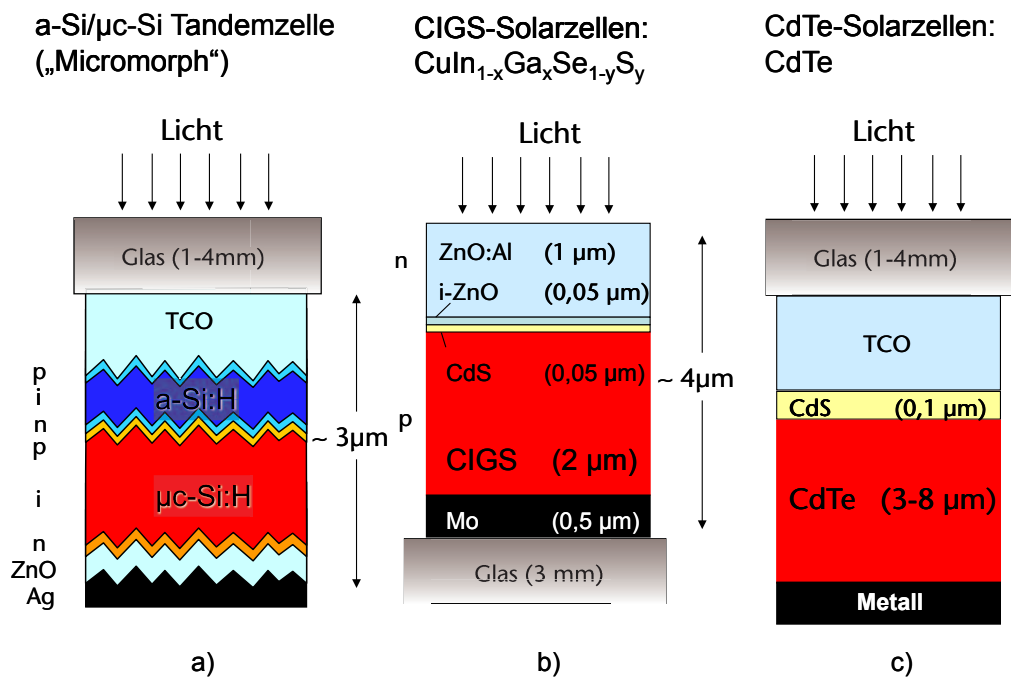 a-Si/µc-Si Tandemzelle
(„Micromorph“)
Licht
Glas (1-4mm)
TCO
p
i
a-Si:H
n
p
~ 3µm
i
µc-Si:H
n
ZnO
Ag
a)
CIGS-Solarzellen:
CuIn1-xGaxSe1-ySy
Licht
n
ZnO:Al (1 µm)
i-ZnO (0,05 µm)
CdS (0,05 µm)
~ 4µm
p
CIGS (2 µm)
Mo (0,5 µm)
Glas (3 mm)
b)
CdTe-Solarzellen:
CdTe
Licht
Glas (1-4mm)
TCO
CdS (0,1 µm)
CdTe (3-8 µm)
Metall
c)